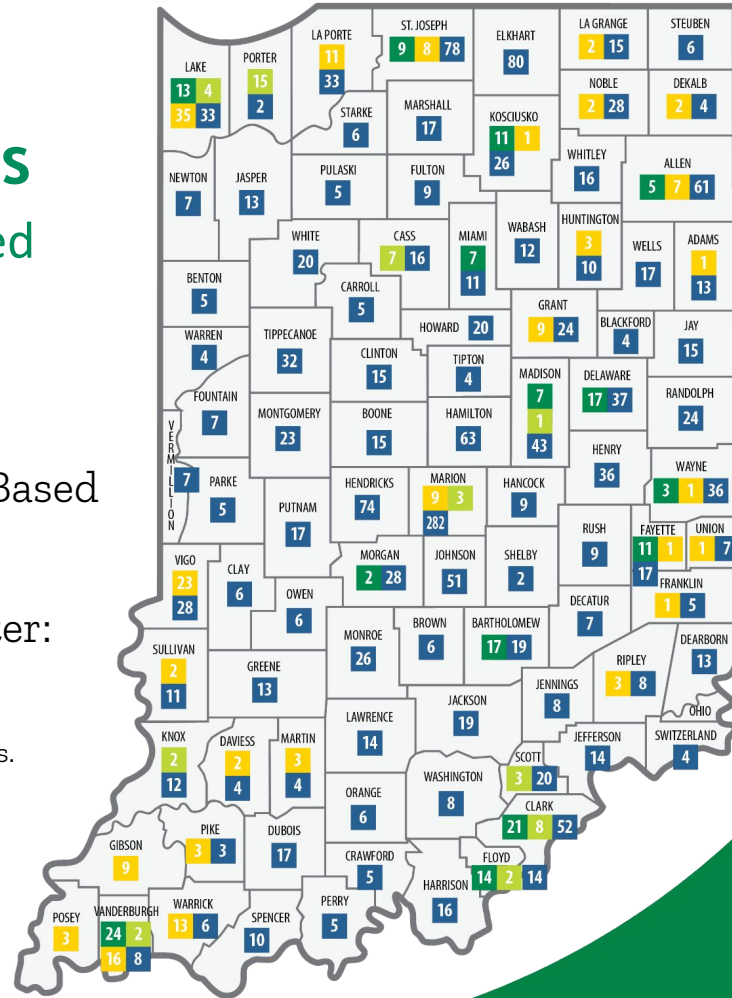 s
ed
Based
ter:
s.
LAKE
13 4
35 33
PORTER
15
2
LA PORTE
11
33
ST. JOSEPH
9 8 78
ELKHART
80
LA GRANGE
2 15
STEUBEN
6
STARKE
6
MARSHALL
17
KOSCIUSKO
11 1
26
NOBLE
2 28
DEKALB
2 4
WHITLEY
16
ALLEN
5 7 61
NEWTON
7
JASPER
13
PULASKI
5
FULTON
9
WHITE
20
CASS
7 16
MIAMI
7
11
WABASH
12
HUNTINGTON
3
10
WELLS
17
ADAMS
1
13
BENTON
5
CARROLL
5
HOWARD 20
GRANT
9 24
BLACKFORD
4
JAY
15
WARREN
4
TIPPECANOE
32
CLINTON
15
TIPTON
4
MADISON
7
1
43
DELAWARE
17 37
RANDOLPH
24
FOUNTAIN
7
MONTGOMERY
23
BOONE
15
HAMILTON
63
HENRY
36
WAYNE
3 1 36
VERMILLION
7
PARKE
5
PUTNAM
17
HENDRICKS
74
MARION
9 3
282
HANCOCK
9
RUSH
9
FAYETTE
11 1
17
UNION
1 7
VIGO
23
28
CLAY
6
OWEN
6
MORGAN
2 28
JOHNSON
51
SHELBY
2
FRANKLIN
1 5
DECATUR
7
SULLIVAN
2
11
GREENE
13
MONROE
26
BROWN
6
BARTHOLOMEW
17 19
RIPLEY
3 8
DEARBORN
13
OHIO
JENNINGS
8
JACKSON
19
LAWRENCE
14
KNOX
2
12
DAVIESS
2
4
MARTIN
3
4
JEFFERSON
14
SWITZERLAND
4
SCOTT
3 20
WASHINGTON
8
ORANGE
6
CLARK
21 8 52
GIBSON
9
PIKE
3 3
DUBOIS
17
CRAWFORD
5
FLOYD
14 2 14
HARRISON
16
POSEY
3
VANDERBURGH
24 2
16 8
WARRICK
13 6
SPENCER
10
PERRY
5